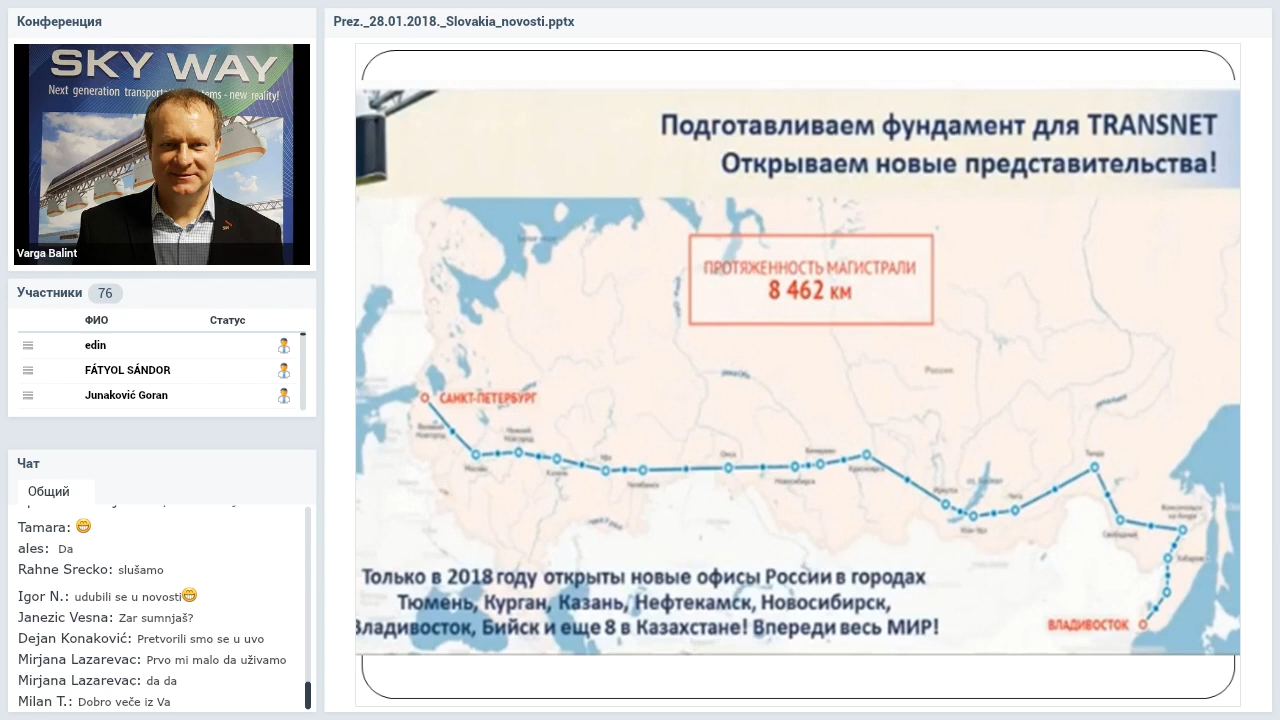 Конференция
SKY WAY
Next generation
Varga Balint
Участники 76
ФИО Статус
edin
FÁTYOL SÁNDOR
Junaković Goran
Чат
Общий
Tamara:
ales: Da
Rahne Srecko: slušamo
Igor N.: udubili se u novosti
Janezic Vesna: Zar sumnjaš?
Dejan Konaković: Pretvorili smo se u uvo
Mirjana Lazarevac: Prvo mi malo da uživamo
Mirjana Lazarevac: da da
Milan T.: Dobro veče iz Va
Prez._28.01.2018._Slovakia_novosti.pptx
Подготавливаем фундамент для TRANSNET
Открываем новые представительства!
ПРОТЯЖЕННОСТЬ МАГИСТРАЛИ
8 462 км
Россия
САНКТ-ПЕТЕРБУРГ
ВЛАДИВОСТОК
Только в 2018 году открыты новые офисы России в городах
Тюмень, Курган, Казань, Нефтекамск, Новосибирск,
Владивосток, Бийск и еще 8 в Казахстане! Впереди весь МИР!